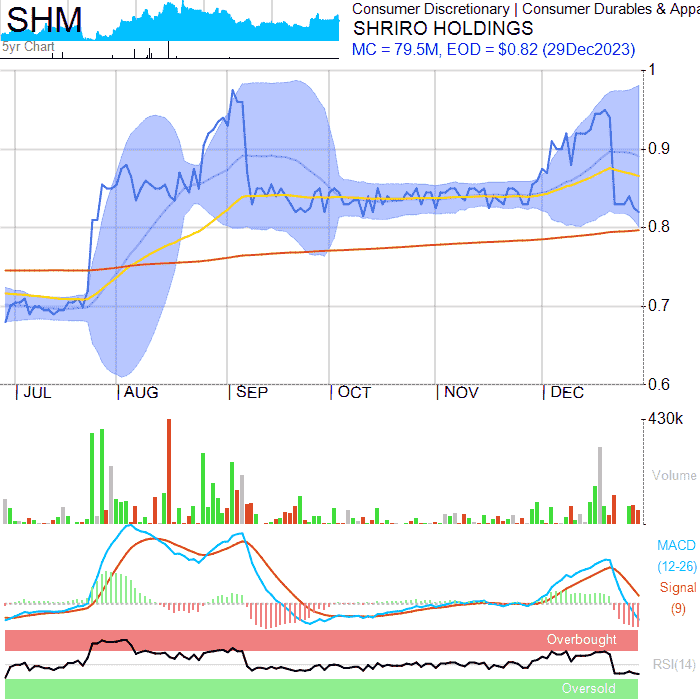 SHM
Consumer Discretionary | Consumer Durables & Appa
SHRIRO HOLDINGS
5yr Chart
MC = 79.5M, EOD = $0.82 (29Dec2023)
1
0.9
0.8
0.7
0.6
JUL AUG SEP OCT NOV DEC
430k
Volume
MACD
(12-26)
Signal
(9)
Overbought
RSI(14)
Oversold